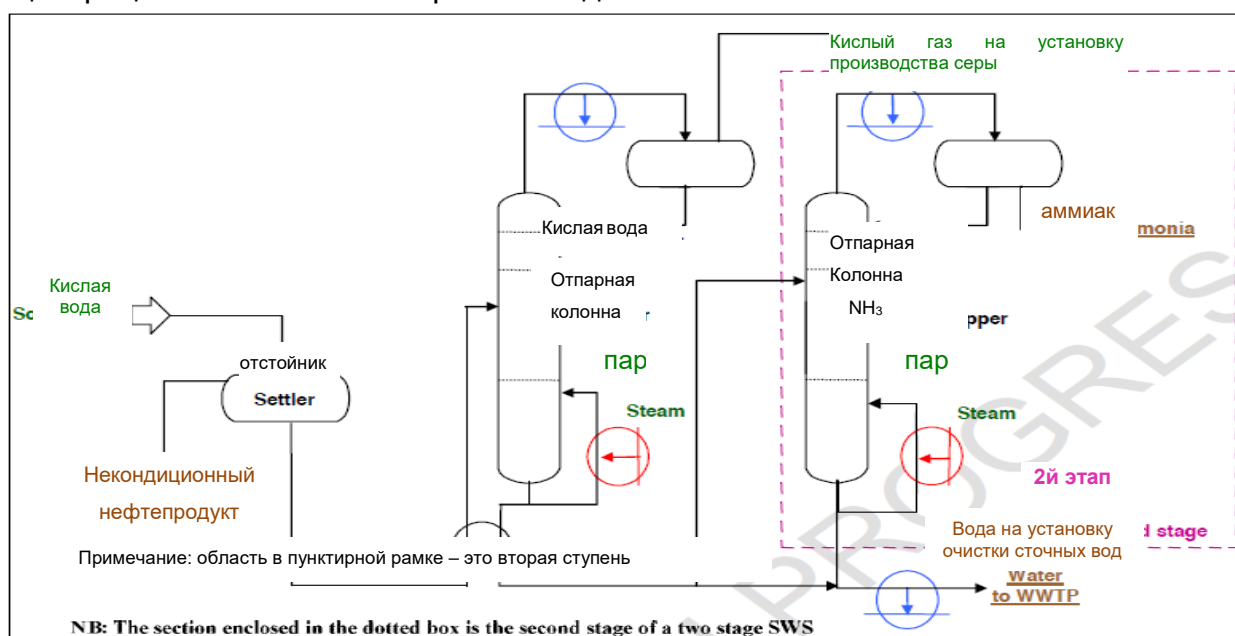 Кислый газ на установку
производства серы
аммиак
monia
Кислая вода
Отпарная
Колонна
NH₃
Отпарная
колонна
Кислая
вода
pper
отстойник
Settler
пар
пар
Steam
Steam
Некондиционный
нефтепродукт
2й этап
Вода на установку
очистки сточных вод
d stage
Примечание: область в пунктирной рамке – это вторая ступень
Water
to WWTP
NB: The section enclosed in the dotted box is the second stage of a two stage SWS
PROGRES